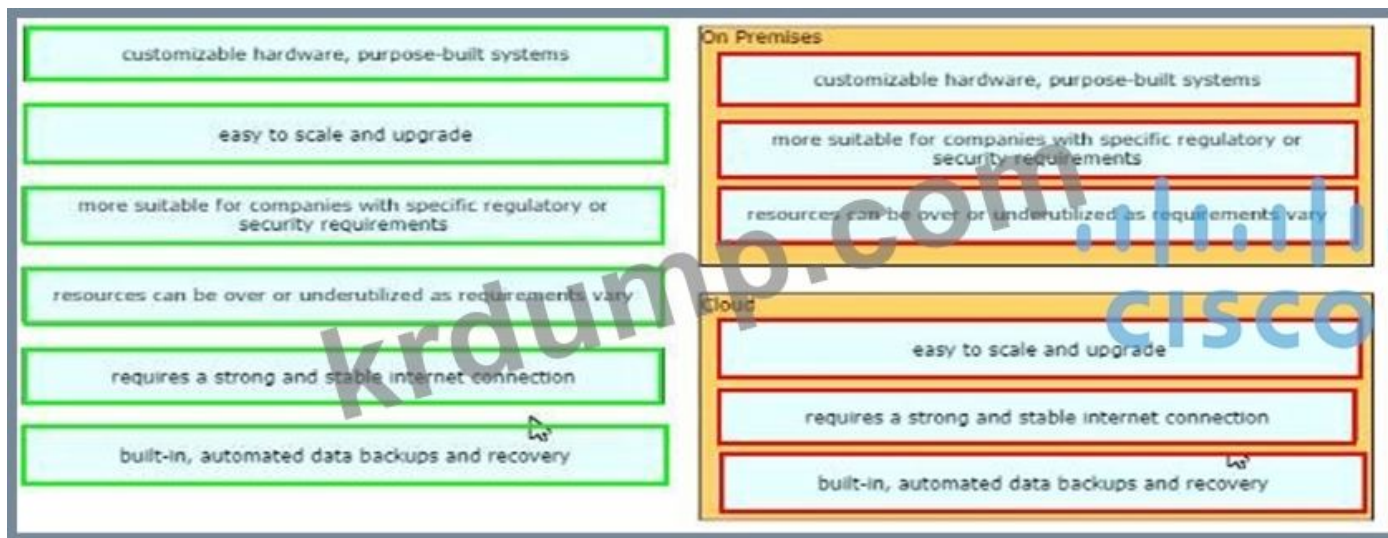 customizable hardware, purpose-built systems
easy to scale and upgrade
more suitable for companies with specific regulatory or
security requirements
resources can be over or underutilized as requirements vary
requires a strong and stable internet connection
built-in, automated data backups and recovery
On Premises
customizable hardware, purpose-built systems
more suitable for companies with specific regulatory or
security requirements
resources can be over or underutilized as requirements vary
Cloud
easy to scale and upgrade
requires a strong and stable internet connection
built-in, automated data backups and recovery
krdump.com
CISCO